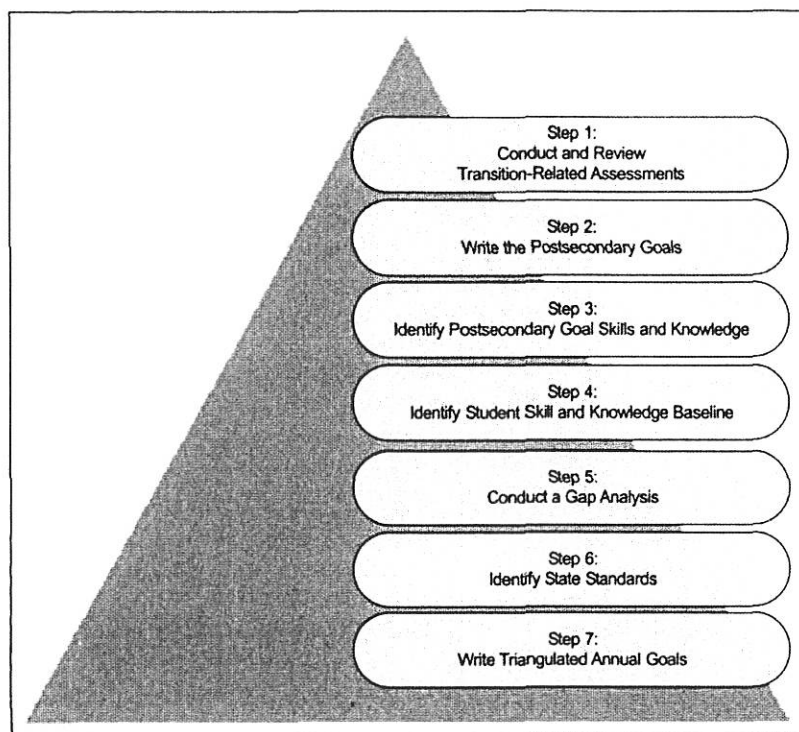 Step 1:
Conduct and Review
Transition-Related Assessments
Step 2:
Write the Postsecondary Goals
Step 3:
Identify Postsecondary Goal Skills and Knowledge
Step 4:
Identify Student Skill and Knowledge Baseline
Step 5:
Conduct a Gap Analysis
Step 6:
Identify State Standards
Step 7:
Write Triangulated Annual Goals